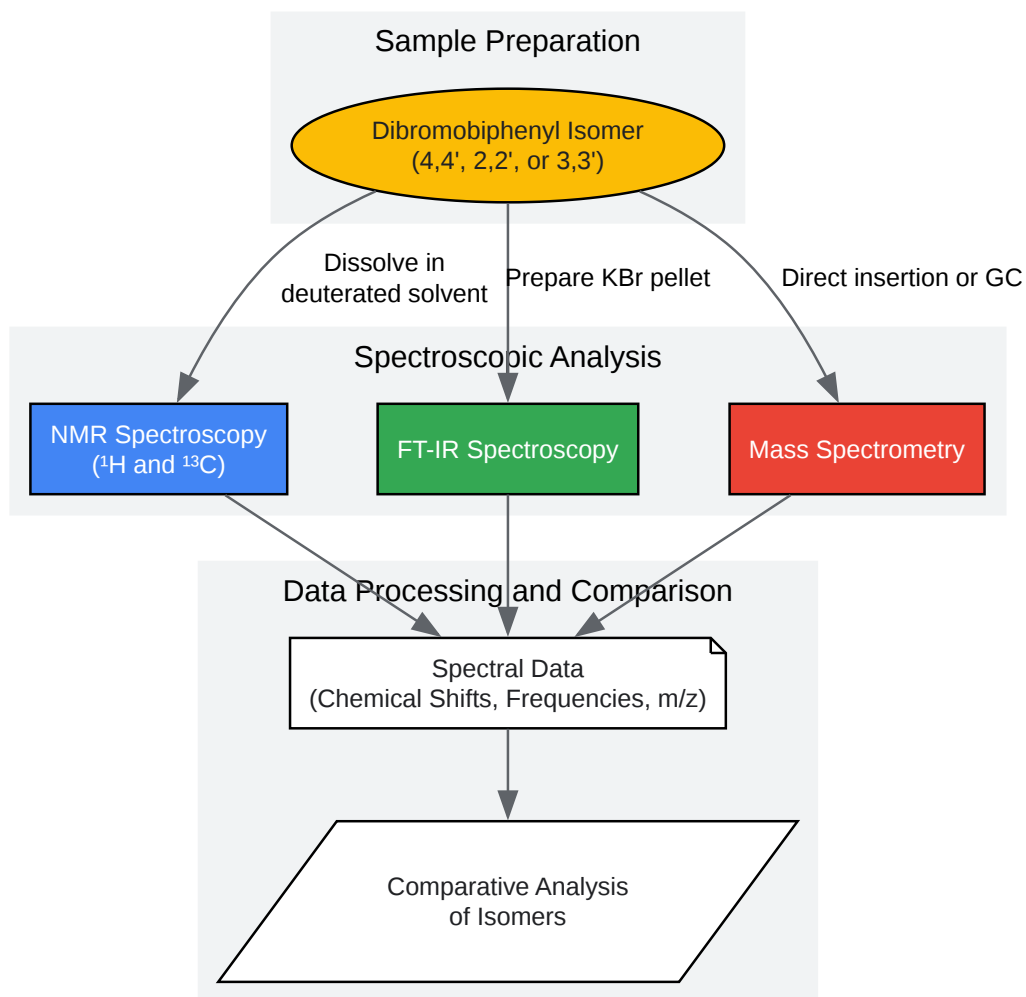 Sample Preparation
Dibromobiphenyl Isomer
(4,4', 2,2', or 3,3')
Dissolve in
deuterated solvent
Prepare KBr pellet
Direct insertion or GC
Spectroscopic Analysis
NMR Spectroscopy
(¹H and ¹³C)
FT-IR Spectroscopy
Mass Spectrometry
Data Processing and Comparison
Spectral Data
(Chemical Shifts, Frequencies, m/z)
Comparative Analysis
of Isomers